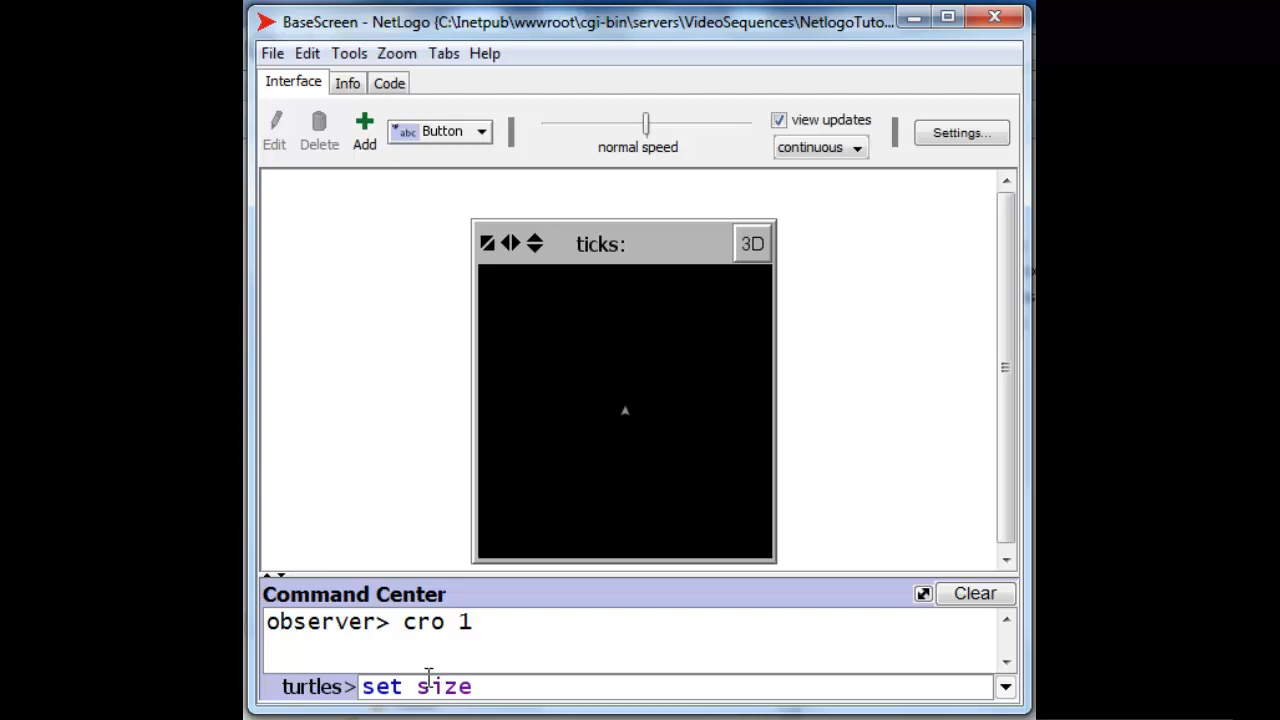 BaseScreen - NetLogo {C:\Inetpub\wwwroot\cgi-bin\servers\VideoSequences\NetlogoTuto...
File Edit Tools Zoom Tabs Help
Interface Info Code
Edit Delete Add abc Button normal speed view updates continuous Settings...
ticks: 3D
Command Center Clear
observer> cro 1
turtles> set size